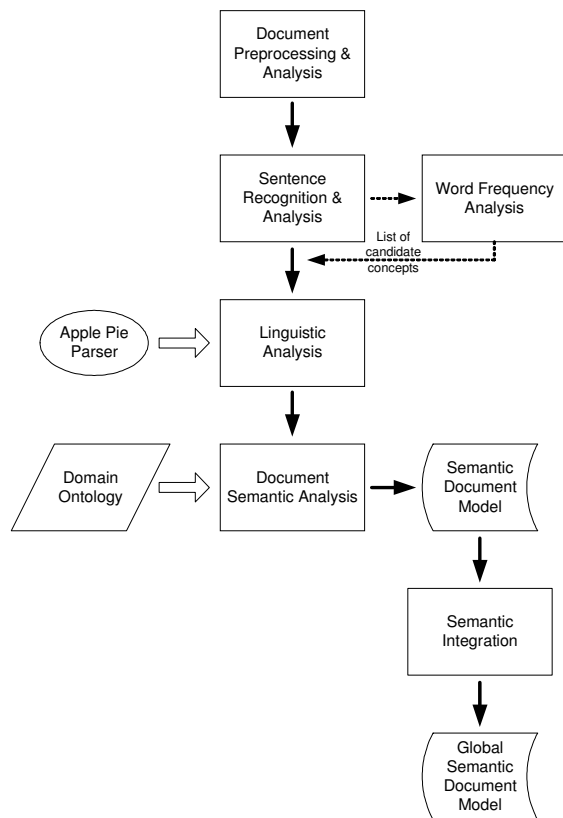 Document
Preprocessing &
Analysis
Sentence
Recognition &
Analysis
Word Frequency
Analysis
List of
candidate
concepts
Apple Pie
Parser
Linguistic
Analysis
Domain
Ontology
Document
Semantic Analysis
Semantic
Document
Model
Semantic
Integration
Global
Semantic
Document
Model